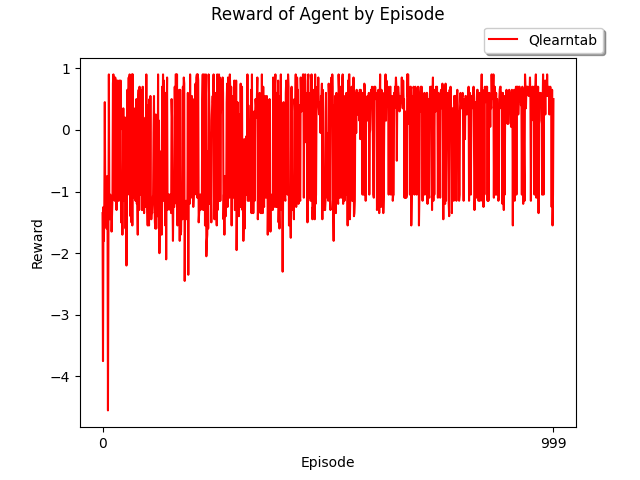 Reward of Agent by Episode
Qlearntab
1
0
−1
−2
−3
−4
Reward
0
999
Episode